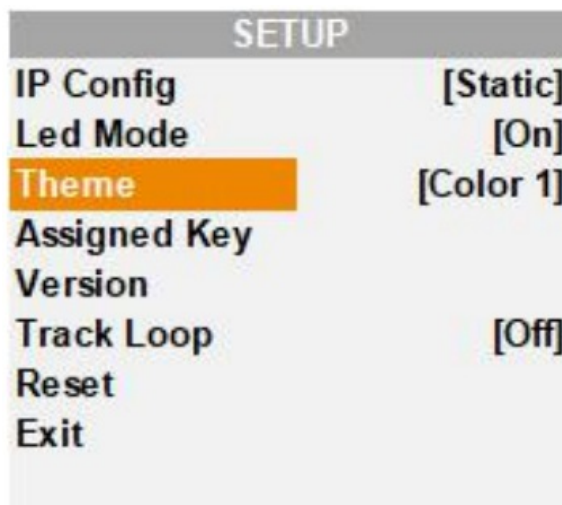 SETUP
IP Config [Static]
Led Mode [On]
Theme [Color 1]
Assigned Key
Version
Track Loop [Off]
Reset
Exit